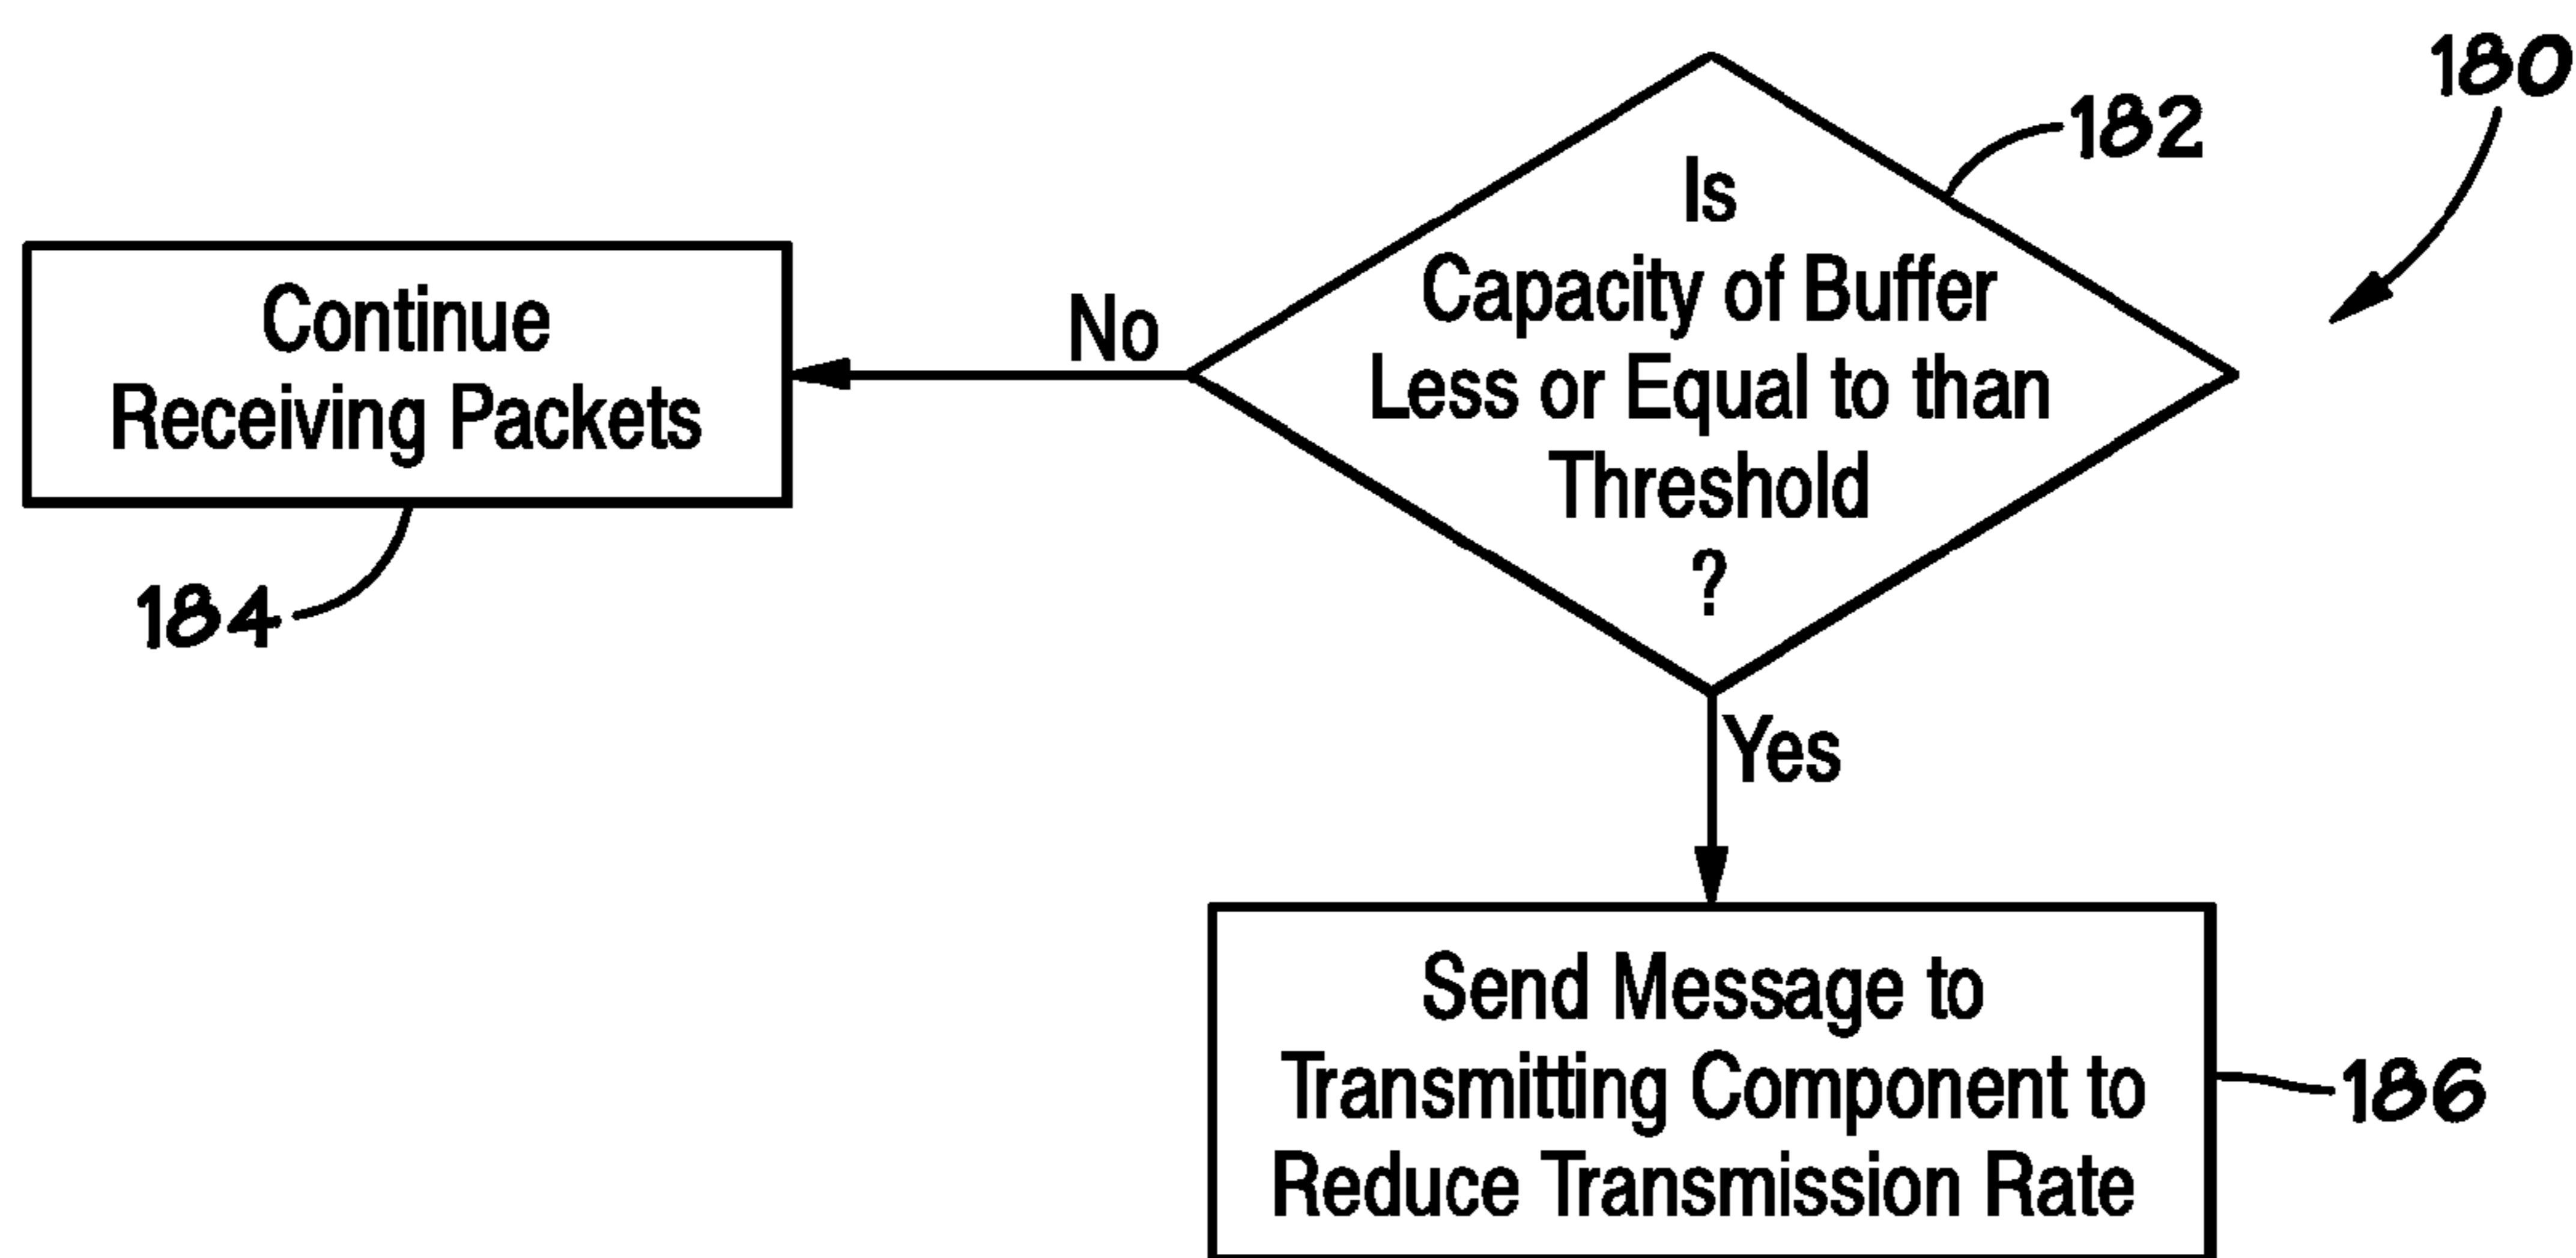 180
182
Is
Capacity of Buffer
Less or Equal to than
Threshold
?
No
Continue
Receiving Packets
184
Yes
Send Message to
Transmitting Component to
Reduce Transmission Rate
186